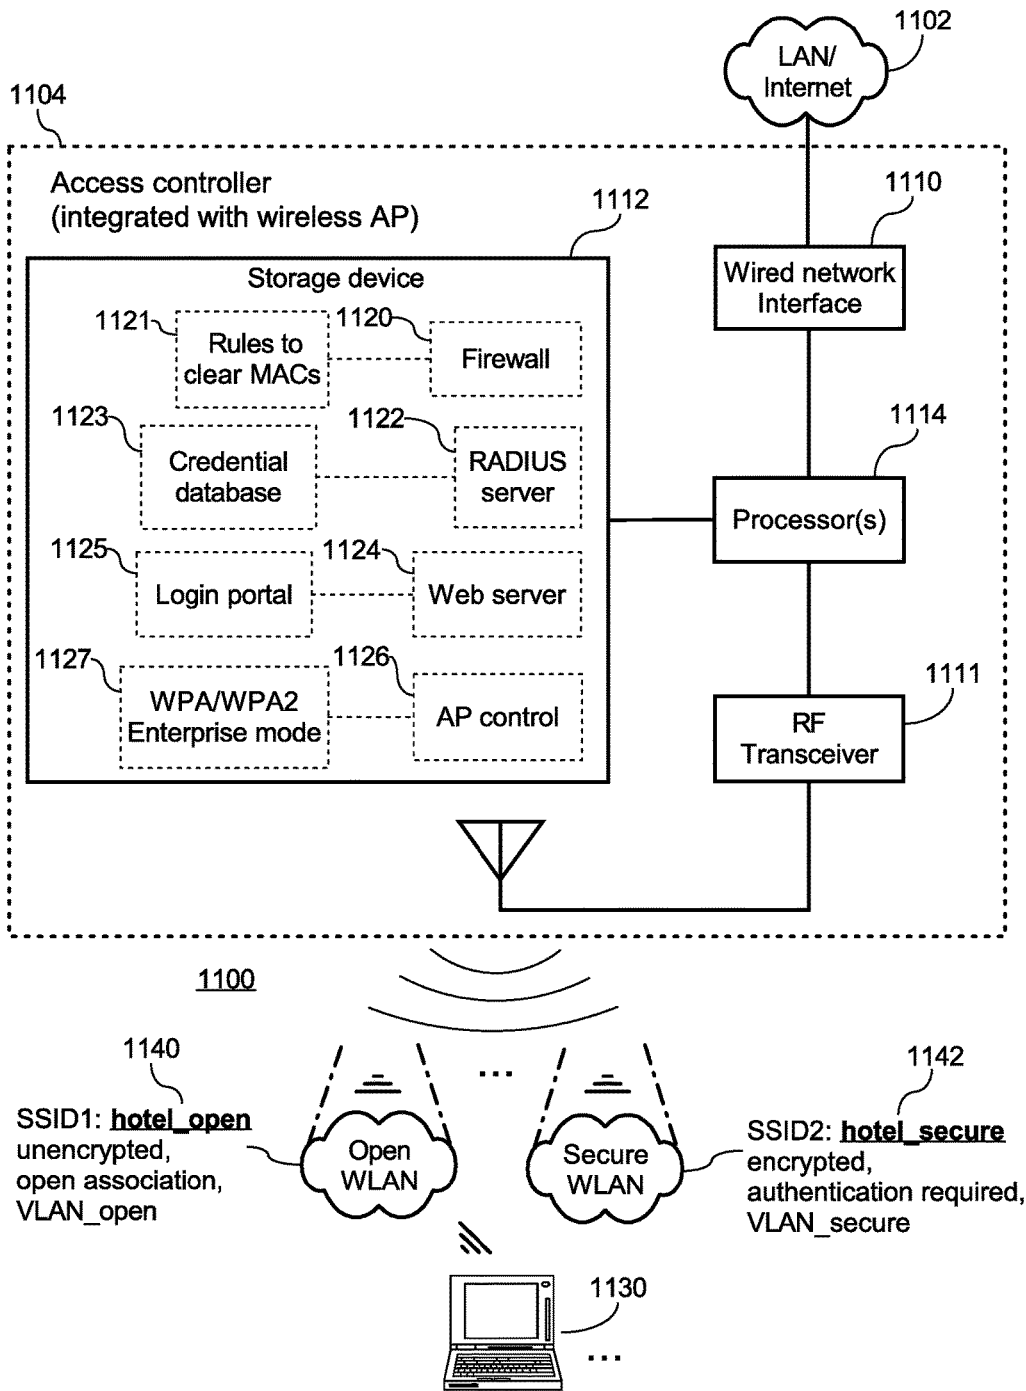 1102
LAN/
Internet
1104
Access controller
(integrated with wireless AP)
1112
1110
Storage device
Wired network
Interface
1121
1120
Rules to
clear MACs
Firewall
1123
1122
1114
Credential
database
RADIUS
server
Processor(s)
1125
1124
Login portal
Web server
1127
1126
1111
WPA/WPA2
Enterprise mode
AP control
RF
Transceiver
1100
1140
1142
...
SSID1: hotel_open
unencrypted,
open association,
VLAN_open
Open
WLAN
Secure
WLAN
SSID2: hotel_secure
encrypted,
authentication required,
VLAN_secure
1130
...